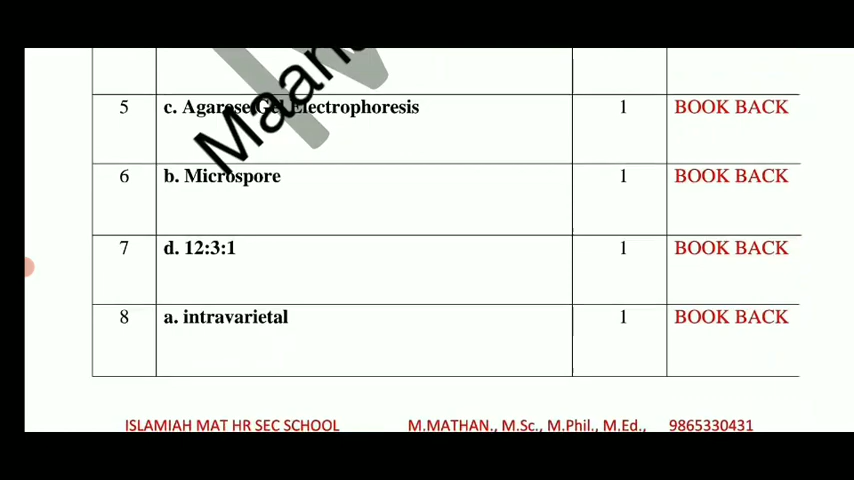 5 c. Agarose Gel Electrophoresis 1 BOOK BACK
6 b. Microspore 1 BOOK BACK
7 d. 12:3:1 1 BOOK BACK
8 a. intravarietal 1 BOOK BACK
ISLAMIAH MAT HR SEC SCHOOL M.MATHAN., M.Sc., M.Phil., M.Ed., 9865330431